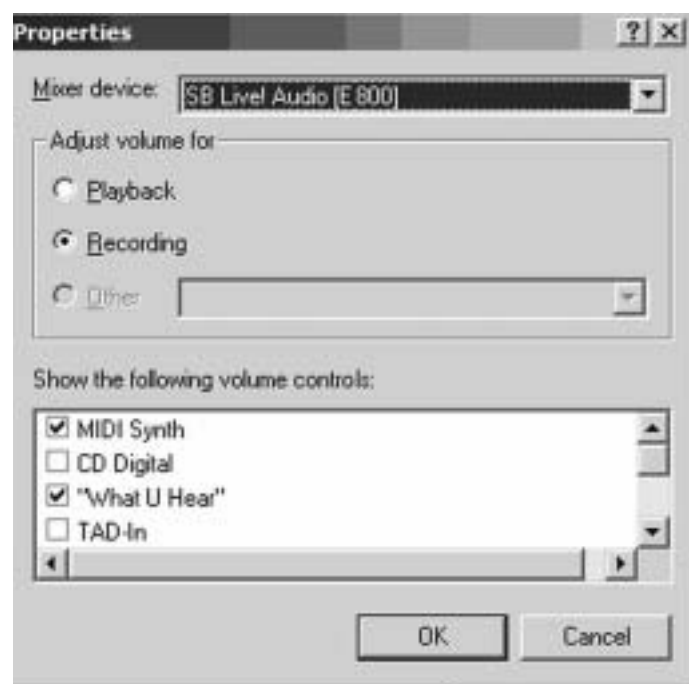 Properties
Mixer device: SB Live! Audio [E800]
Adjust volume for
Playback
Recording
Other
Show the following volume controls:
MIDI Synth
CD Digital
"What U Hear"
TAD-In
OK Cancel